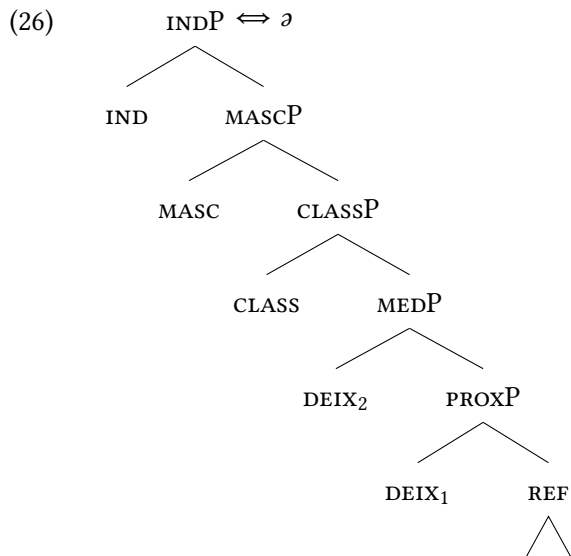 (26) INDP ⇔ ə
IND MASCP
MASC CLASSP
CLASS MEDP
DEIX₂ PROXP
DEIX₁ REF